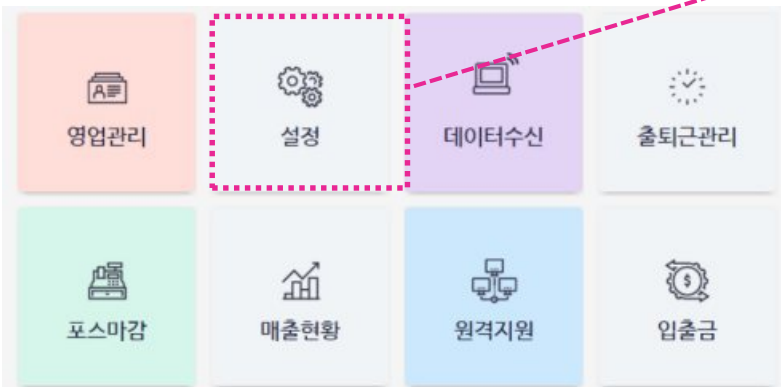 영업관리
설정
데이터수신
출퇴근관리
포스마감
매출현황
원격지원
입출금